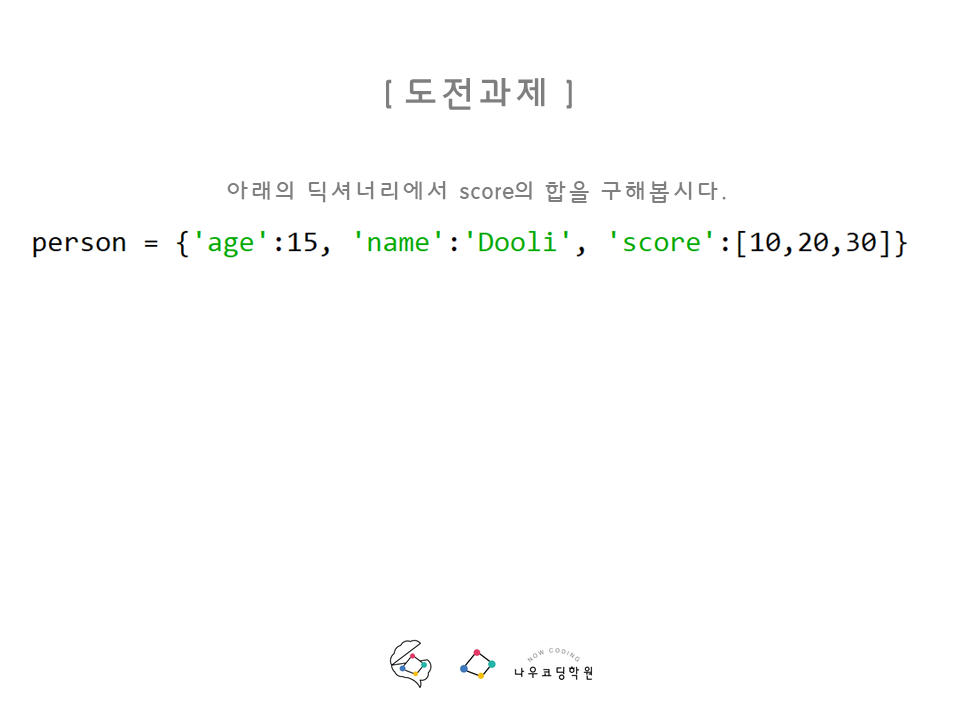 [ 도전과제 ]
아래의 딕셔너리에서 score의 합을 구해봅시다.
person = {'age':15, 'name':'Dooli', 'score':[10,20,30]}
NOW CODING
나우코딩학원